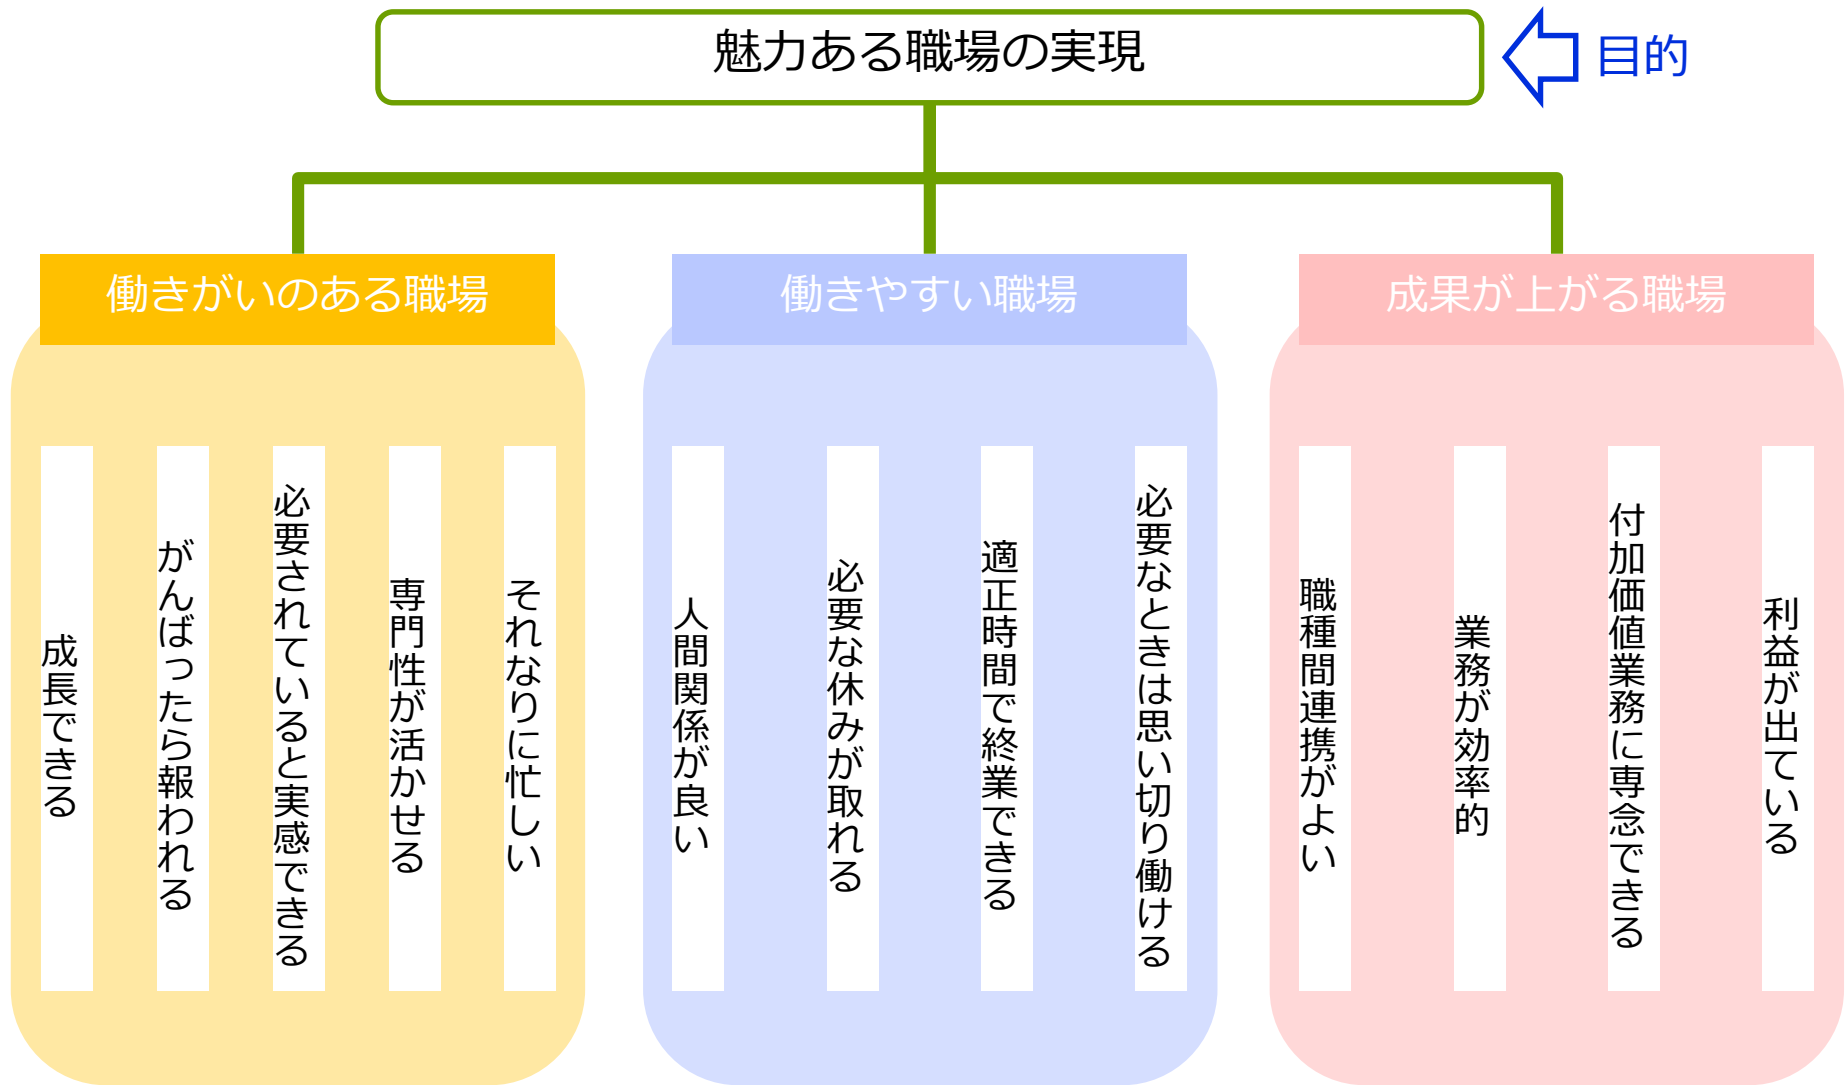 魅力ある職場の実現
目的
働きがいのある職場
成長できる
がんばったら報われる
必要されていると実感できる
専門性が活かせる
それなりに忙しい
働きやすい職場
人間関係が良い
必要な休みが取れる
適正時間で終業できる
必要なときは思い切り働ける
成果が上がる職場
職種間連携がよい
業務が効率的
付加価値業務に専念できる
利益が出ている